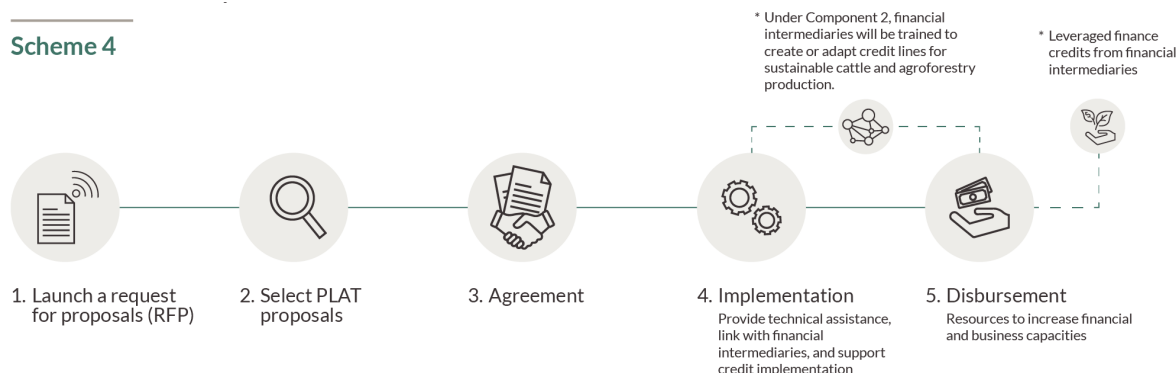 Scheme 4
* Under Component 2, financial
intermediaries will be trained to
create or adapt credit lines for
sustainable cattle and agroforestry
production.
* Leveraged finance
credits from financial
intermediaries
1. Launch a request
for proposals (RFP)
2. Select PLAT
proposals
3. Agreement
4. Implementation
Provide technical assistance,
link with financial
intermediaries, and support
credit implementation
5. Disbursement
Resources to increase financial
and business capacities